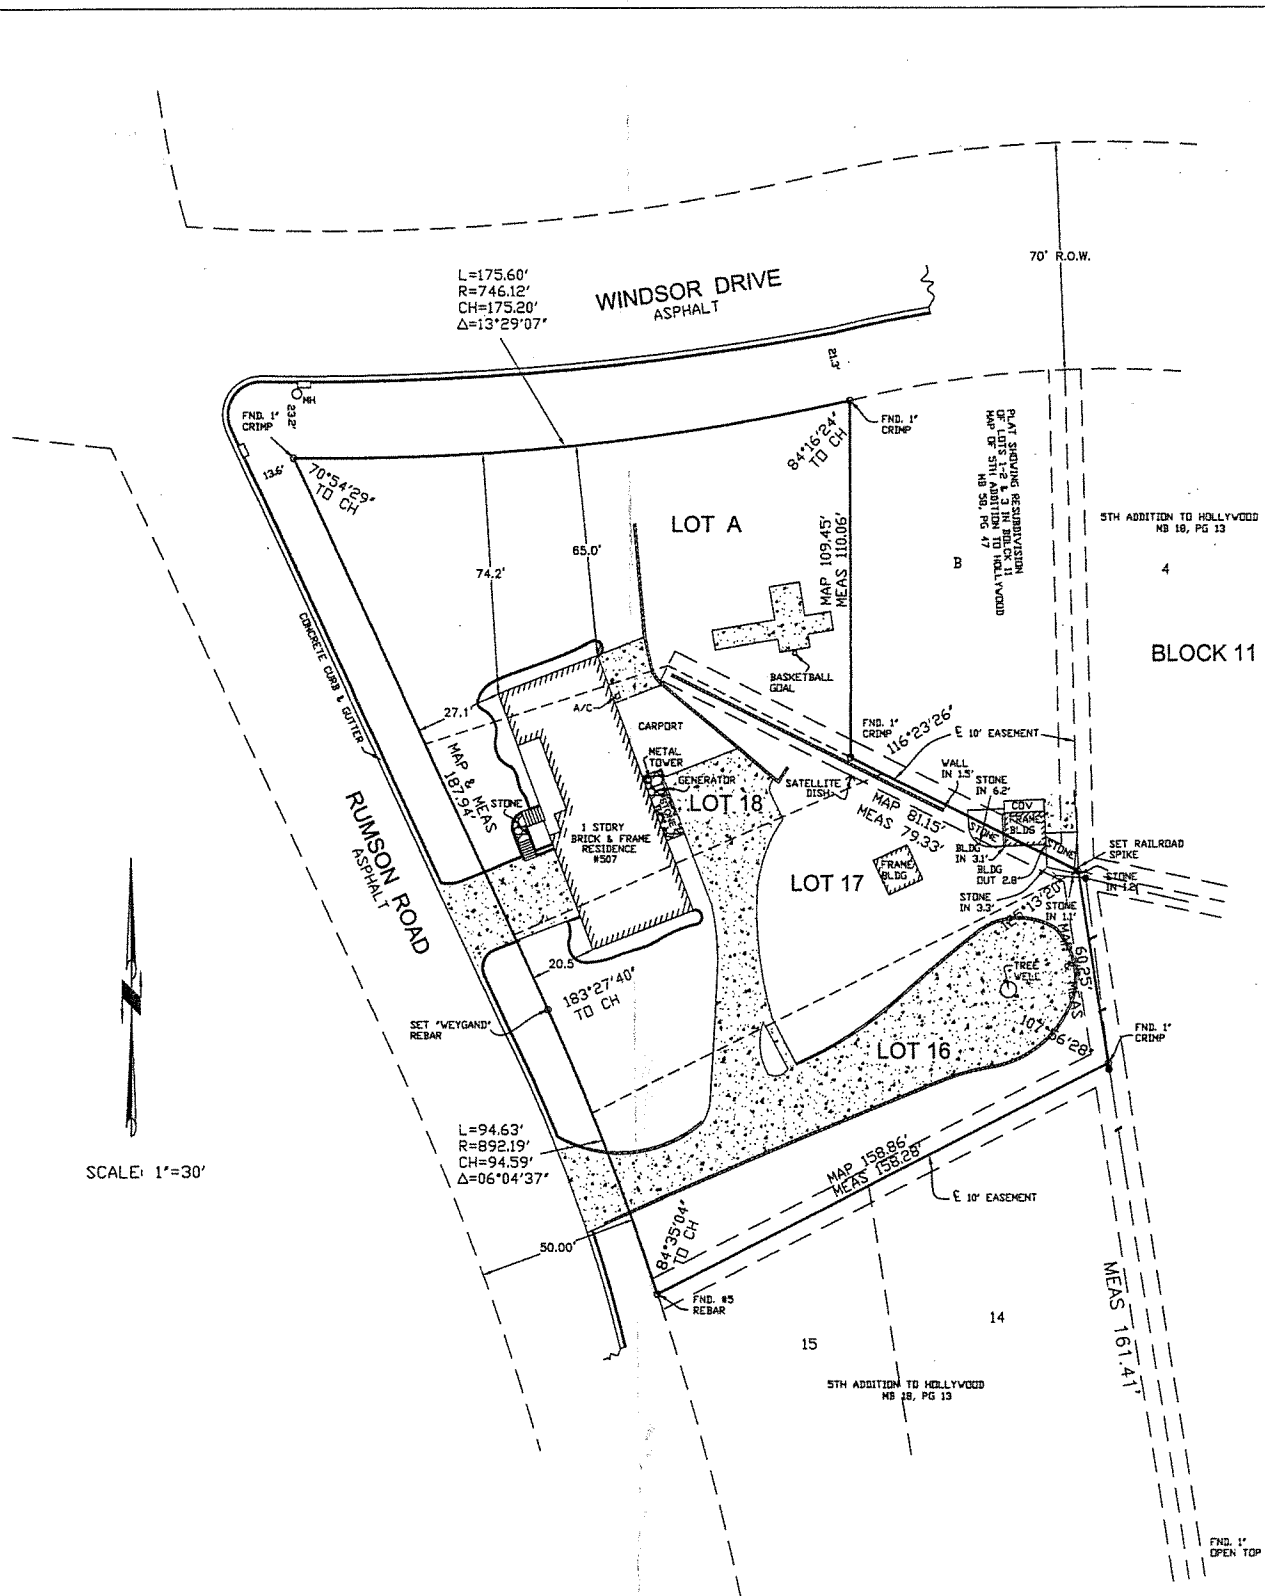 70' R.O.W.
L=175.60'
R=746.12'
CH=175.20'
Δ=13°29'07"
WINDSOR DRIVE
ASPHALT
21.3'
MH
23.2'
FND. 1"
CRIMP
13.6'
70°54'29"
TO CH
84°16'24"
TO CH
FND. 1"
CRIMP
PLAT SHOWING RESUBDIVISION
OF LOTS 1-2 & 3 IN BOLCK 11
MAP OF 5TH ADDITION TO HOLLYWOOD
MB 50, PG 47
5TH ADDITION TO HOLLYWOOD
MB 18, PG 13
LOT A
65.0'
74.2'
MAP 109.45'
MEAS 110.06'
B
4
BLOCK 11
CONCRETE CURB & GUTTER
BASKETBALL
GOAL
A/C
27.1'
CARPORT
FND. 1"
CRIMP
116°23'26"
℄ 10' EASEMENT
MAP & MEAS
187.94'
METAL
TOWER
GENERATOR
STONE
LOT 18
SATELLITE
DISH
MAP 81.15'
MEAS 79.33'
WALL
IN 1.5'
STONE
IN 6.2'
COV
FRAME
BLDG
STONE
STONE
STONE
1 STORY
BRICK & FRAME
RESIDENCE
#507
BLDG
IN 3.1'
BLDG
OUT 2.8'
SET RAILROAD
SPIKE
STONE
IN 1.2'
RUMSON ROAD
ASPHALT
LOT 17
FRAME
BLDG
STONE
IN 3.3'
STONE
IN 1.1'
MAP & MEAS
60.25'
20.5
183°27'40"
TO CH
TREE
WELL
SET "WEYGAND"
REBAR
107°56'28"
FND. 1"
CRIMP
LOT 16
L=94.63'
R=892.19'
CH=94.59'
Δ=06°04'37"
SCALE: 1"=30'
MAP 158.86'
MEAS 158.28'
℄ 10' EASEMENT
84°35'04"
TO CH
50.00'
FND. #5
REBAR
MEAS 161.41'
14
15
5TH ADDITION TO HOLLYWOOD
MB 18, PG 13
FND. 1"
OPEN TOP